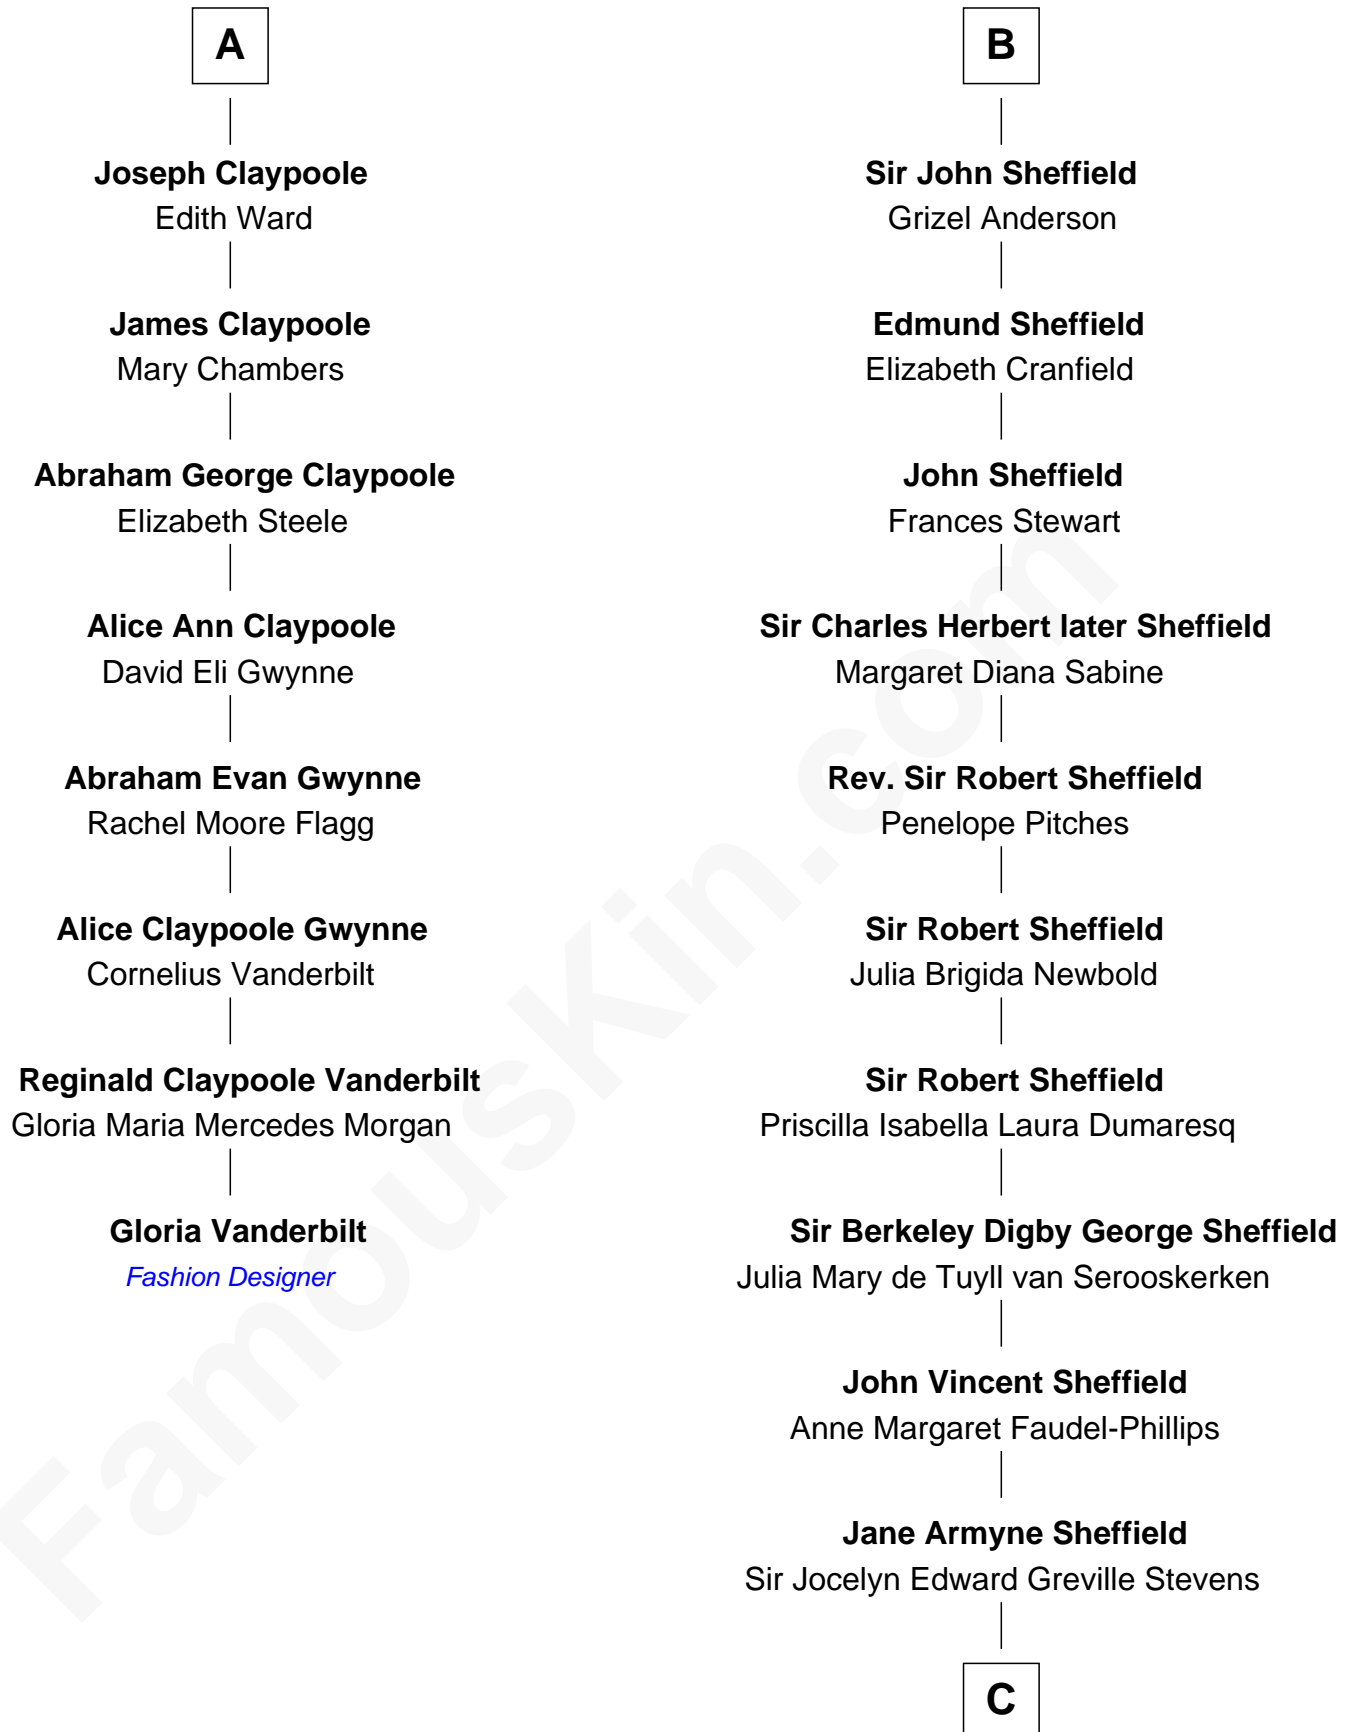 A
Joseph Claypoole
Edith Ward
James Claypoole
Mary Chambers
Abraham George Claypoole
Elizabeth Steele
Alice Ann Claypoole
David Eli Gwynne
Abraham Evan Gwynne
Rachel Moore Flagg
Alice Claypoole Gwynne
Cornelius Vanderbilt
Reginald Claypoole Vanderbilt
Gloria Maria Mercedes Morgan
Gloria Vanderbilt
Fashion Designer
B
Sir John Sheffield
Grizel Anderson
Edmund Sheffield
Elizabeth Cranfield
John Sheffield
Frances Stewart
Sir Charles Herbert later Sheffield
Margaret Diana Sabine
Rev. Sir Robert Sheffield
Penelope Pitches
Sir Robert Sheffield
Julia Brigida Newbold
Sir Robert Sheffield
Priscilla Isabella Laura Dumaresq
Sir Berkeley Digby George Sheffield
Julia Mary de Tuyll van Serooskerken
John Vincent Sheffield
Anne Margaret Faudel-Phillips
Jane Armyne Sheffield
Sir Jocelyn Edward Greville Stevens
C
FamousKin.com